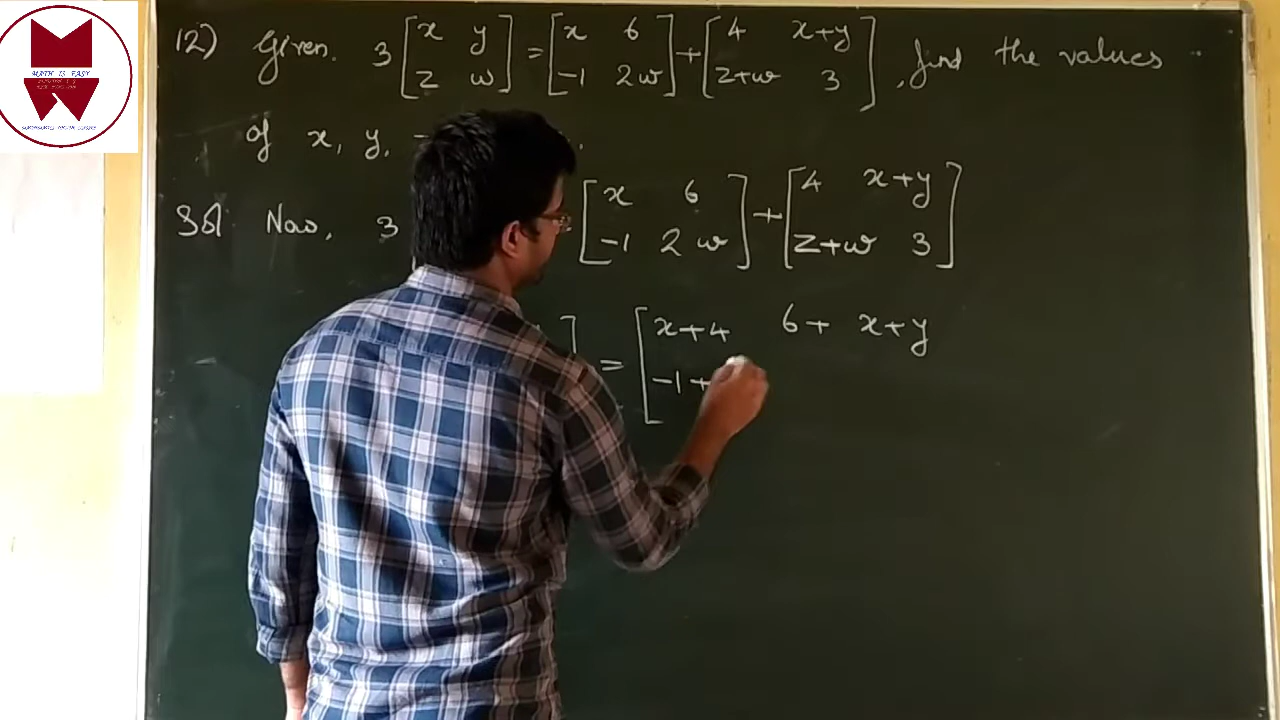 MATH IS EASY
12) Given. 3 [x y; z w] = [x 6; -1 2w] + [4 x+y; z+w 3], find the values
of x, y,
Sol Now, 3 [x 6; -1 2w] + [4 x+y; z+w 3]
= [x+4 6+ x+y
-1+